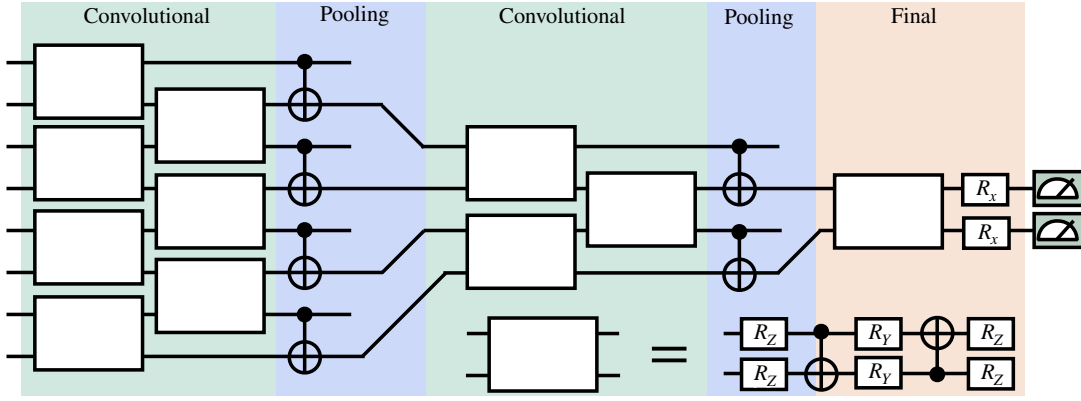 Convolutional Pooling Convolutional Pooling Final
R_x
R_x
=
R_Z R_Y R_Z
R_Z R_Y R_Z